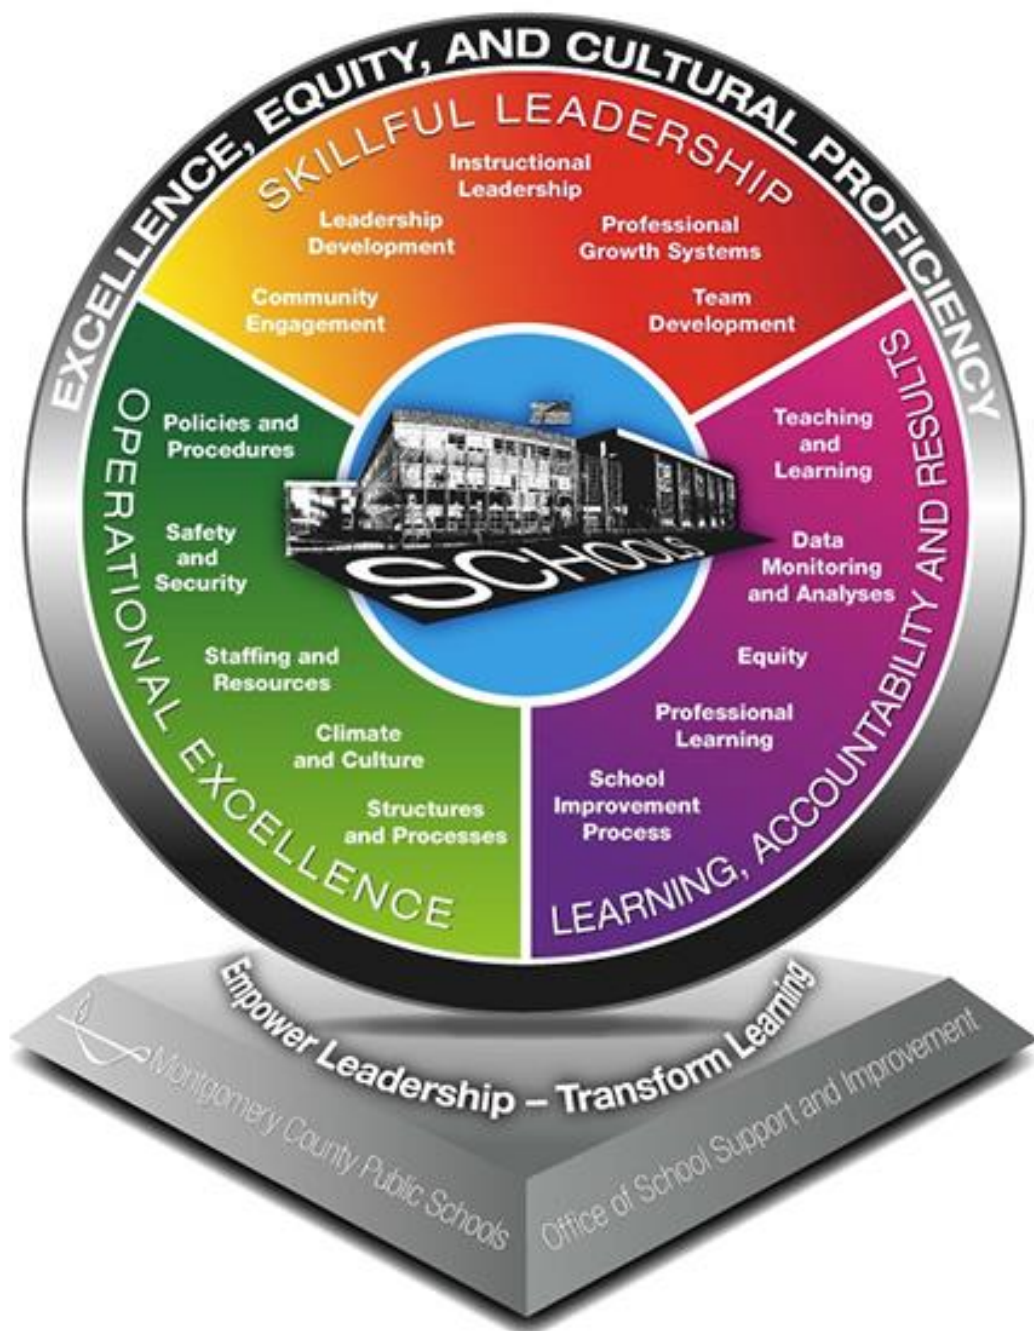 EXCELLENCE, EQUITY, AND CULTURAL PROFICIENCY
SKILLFUL LEADERSHIP
Instructional
Leadership
Leadership
Development
Professional
Growth Systems
Community
Engagement
Team
Development
OPERATIONAL EXCELLENCE
Policies and
Procedures
Safety
and
Security
Staffing and
Resources
Climate
and Culture
Structures
and Processes
SCHOOLS
LEARNING, ACCOUNTABILITY AND RESULTS
Teaching
and
Learning
Data
Monitoring
and Analyses
Equity
Professional
Learning
School
Improvement
Process
Empower Leadership – Transform Learning
Montgomery County Public Schools
Office of School Support and Improvement